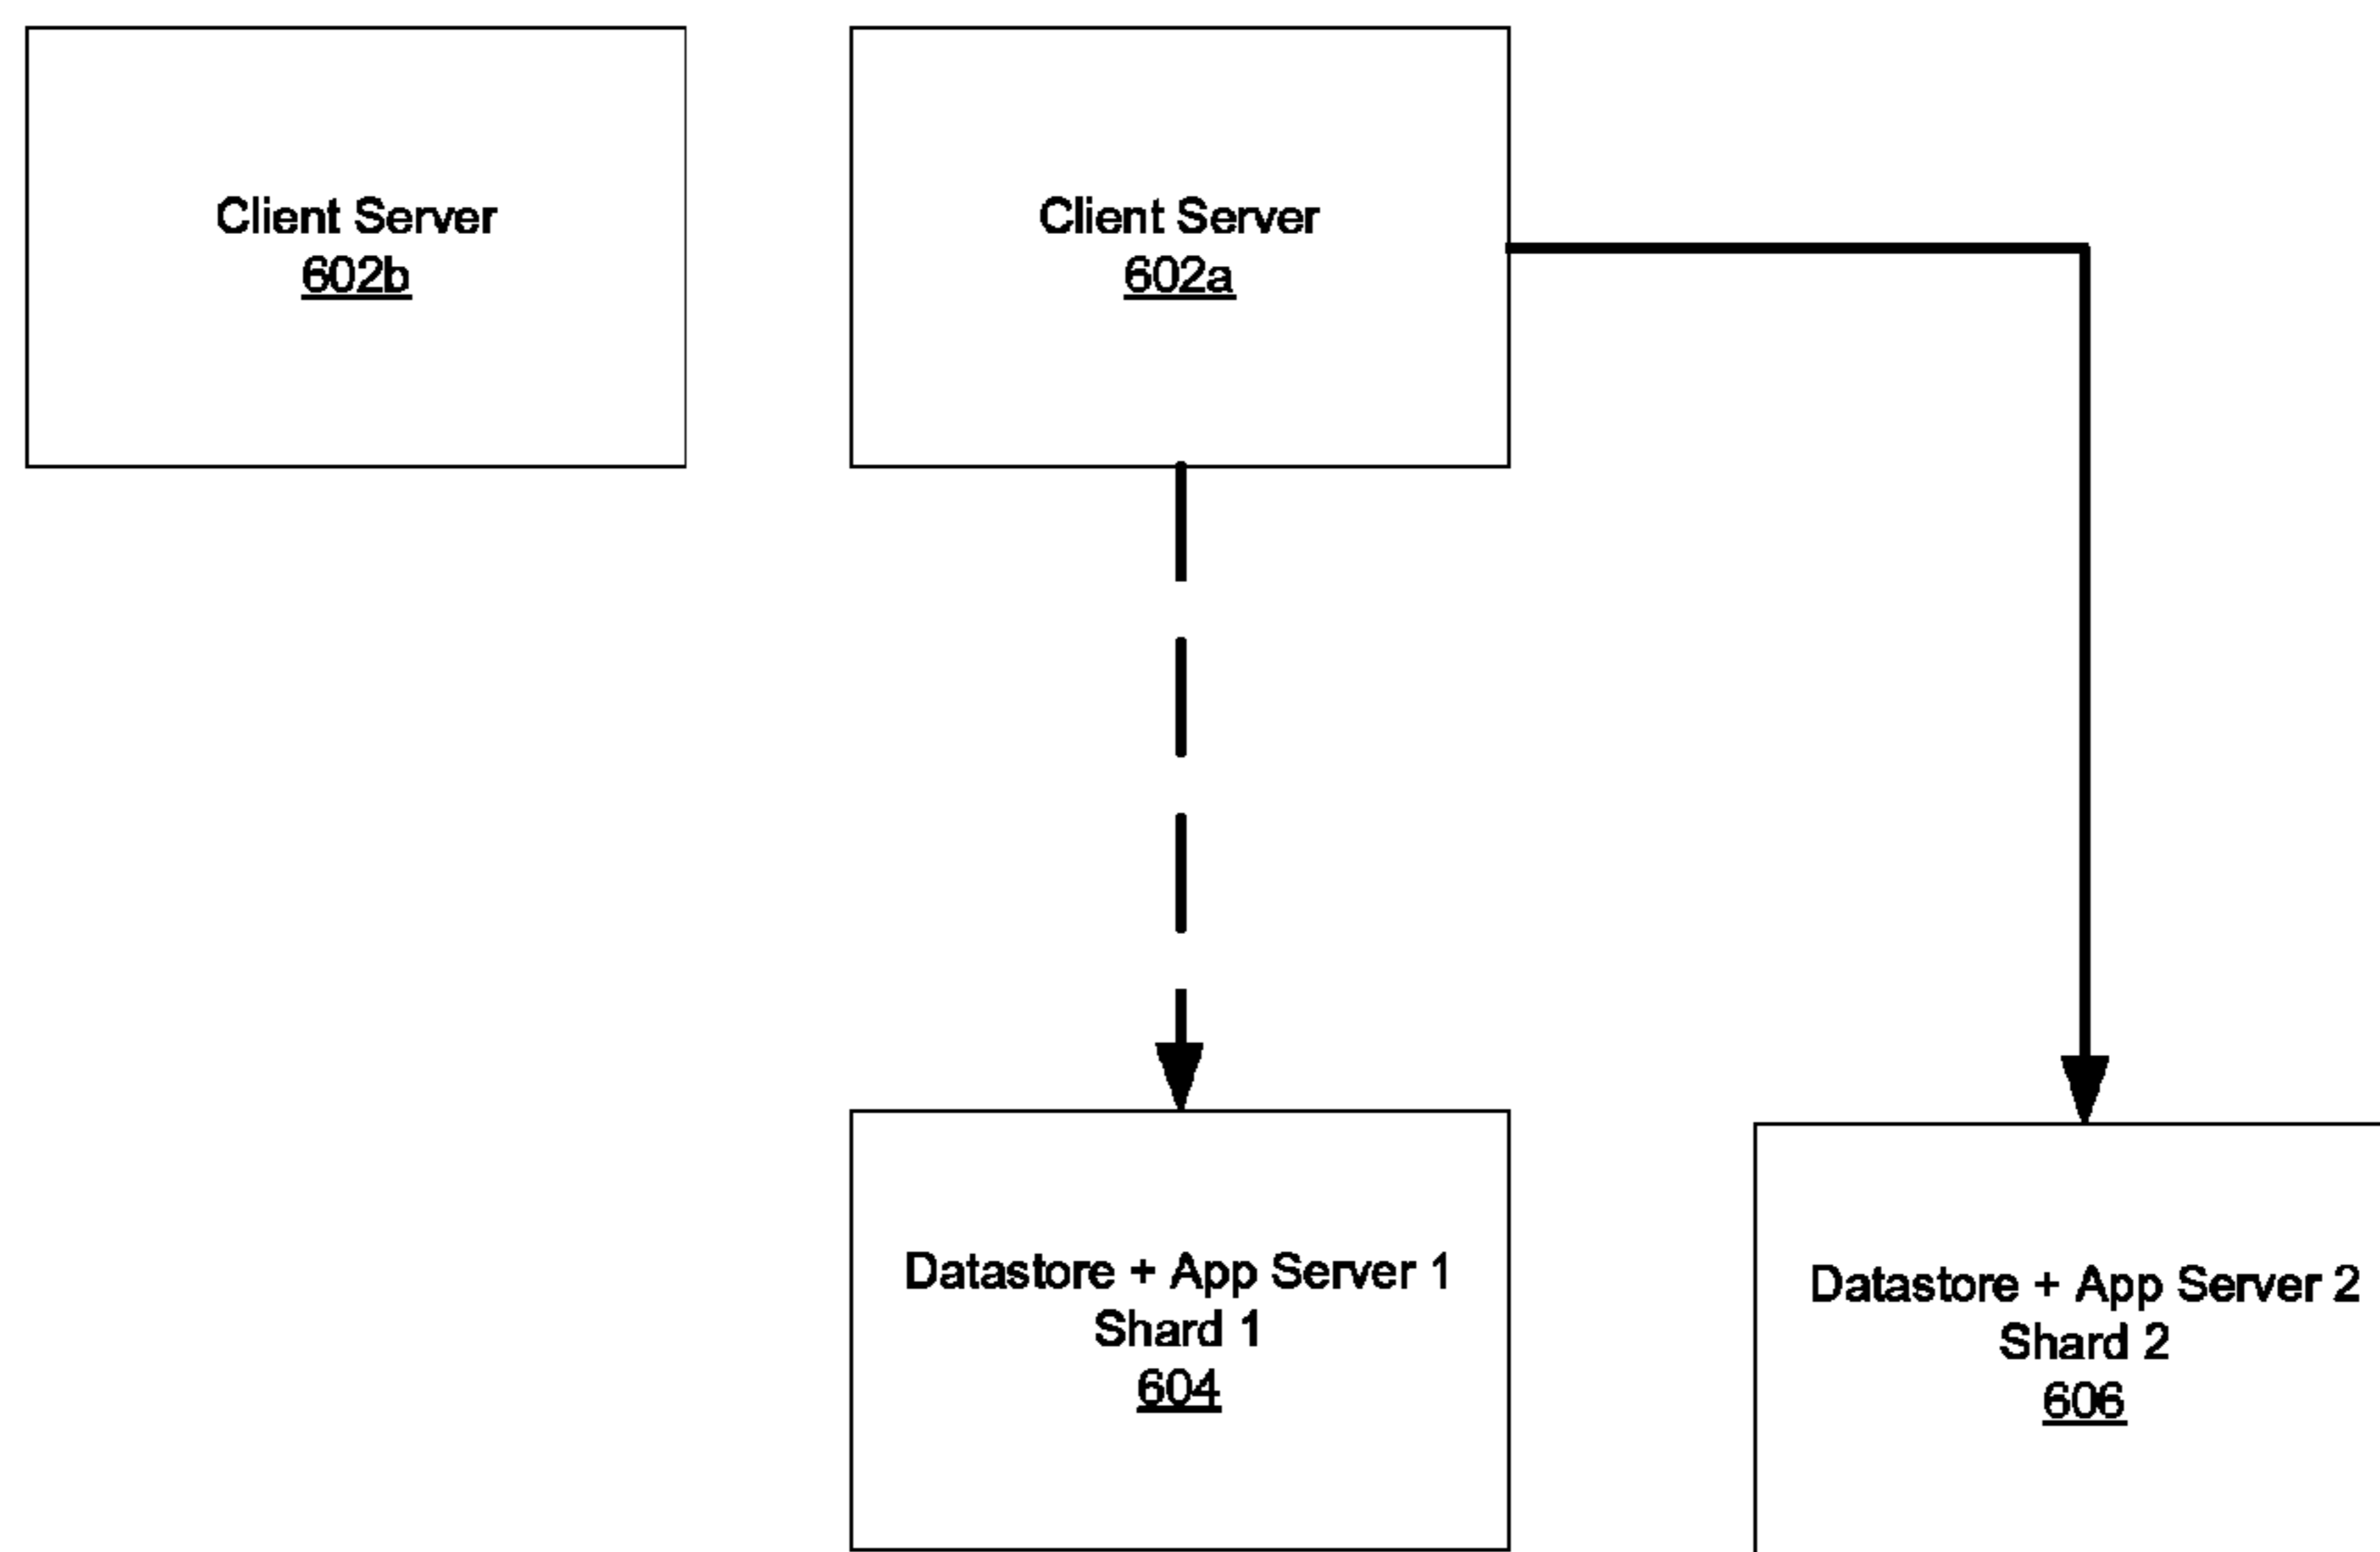 Client Server
602b
Client Server
602a
Datastore + App Server 1
Shard 1
604
Datastore + App Server 2
Shard 2
606